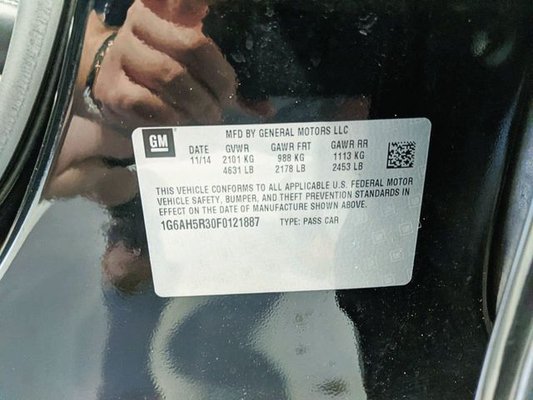 GM
MFD BY GENERAL MOTORS LLC
DATE GVWR GAWR FRT GAWR RR
11/14 2101 KG 988 KG 1113 KG
4631 LB 2178 LB 2453 LB
THIS VEHICLE CONFORMS TO ALL APPLICABLE U.S. FEDERAL MOTOR
VEHICLE SAFETY, BUMPER, AND THEFT PREVENTION STANDARDS IN
EFFECT ON THE DATE OF MANUFACTURE SHOWN ABOVE.
1G6AH5R30F0121887 TYPE: PASS CAR